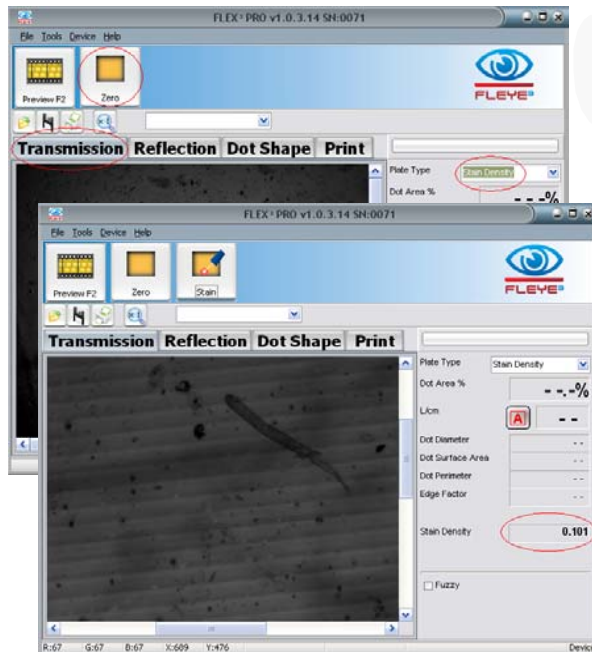 FLEX³ PRO v1.0.3.14 SN:0071
File Tools Device Help
Preview F2
Zero
FLEYE
Transmission Reflection Dot Shape Print
Plate Type
Stain Density
Dot Area %
- - -%
FLEX³ PRO v1.0.3.14 SN:0071
File Tools Device Help
Preview F2
Zero
Stain
FLEYE
Transmission Reflection Dot Shape Print
Plate Type
Stain Density
Dot Area %
- -.-%
L/cm
A
- -
Dot Diameter
- -
Dot Surface Area
- -
Dot Perimeter
- -
Edge Factor
- -
Stain Density
0.101
Fuzzy
R:67 G:67 B:67 X:609 Y:476
Device